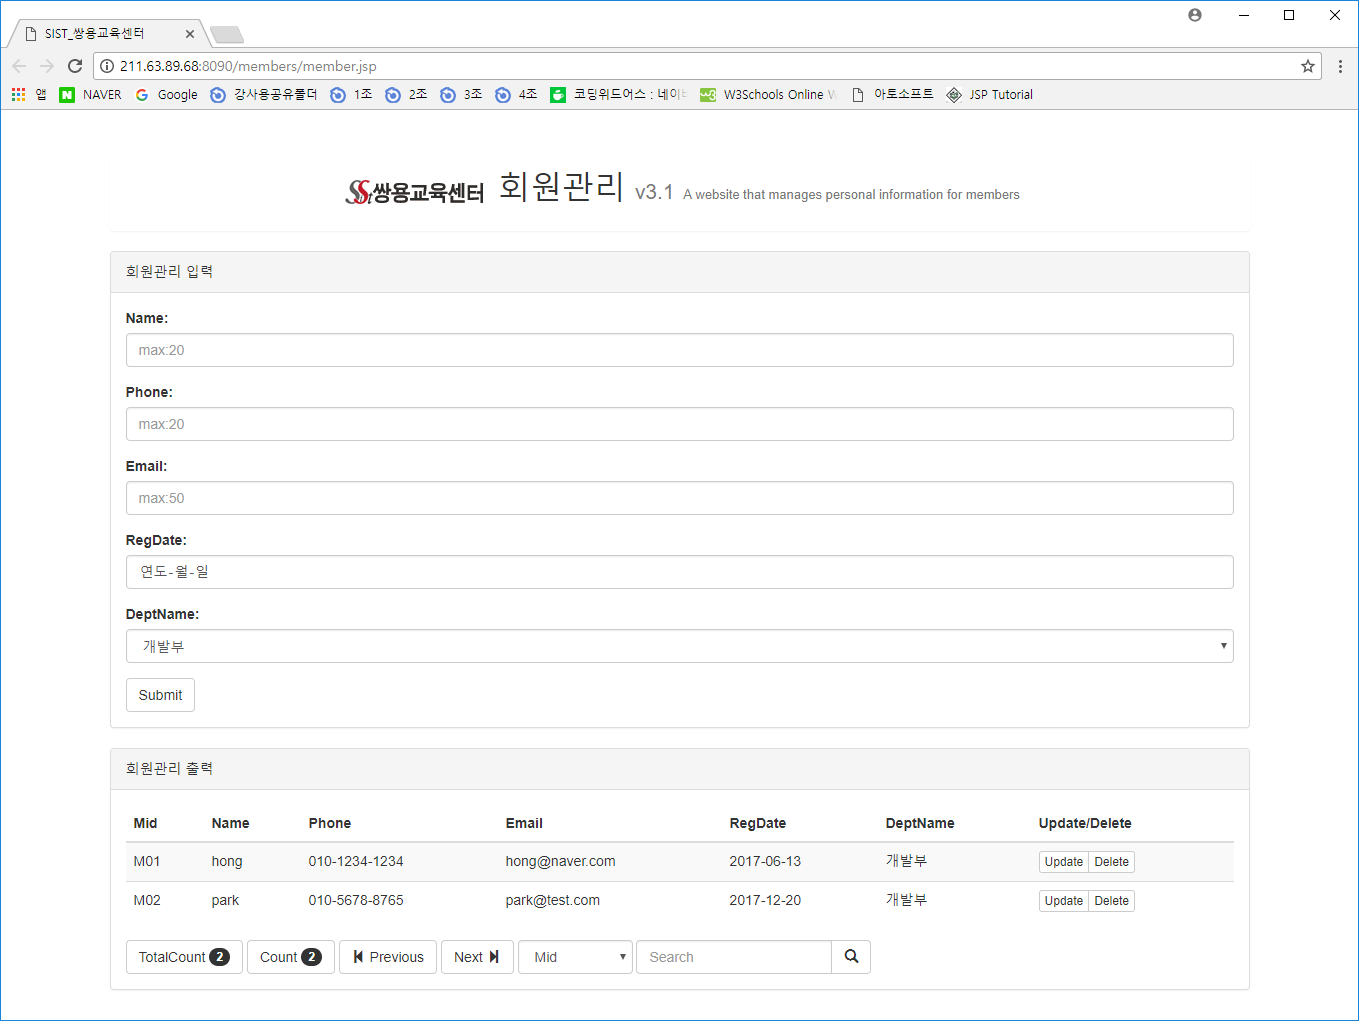 SIST_쌍용교육센터
211.63.89.68:8090/members/member.jsp
앱 NAVER Google 강사용공유폴더 1조 2조 3조 4조 코딩위드어스 : 네이 W3Schools Online 아토소프트 JSP Tutorial
쌍용교육센터 회원관리 v3.1 A website that manages personal information for members
회원관리 입력
Name:
max:20
Phone:
max:20
Email:
max:50
RegDate:
연도-월-일
DeptName:
개발부
Submit
회원관리 출력
Mid Name Phone Email RegDate DeptName Update/Delete
M01 hong 010-1234-1234 hong@naver.com 2017-06-13 개발부 Update Delete
M02 park 010-5678-8765 park@test.com 2017-12-20 개발부 Update Delete
TotalCount 2 Count 2 Previous Next Mid Search